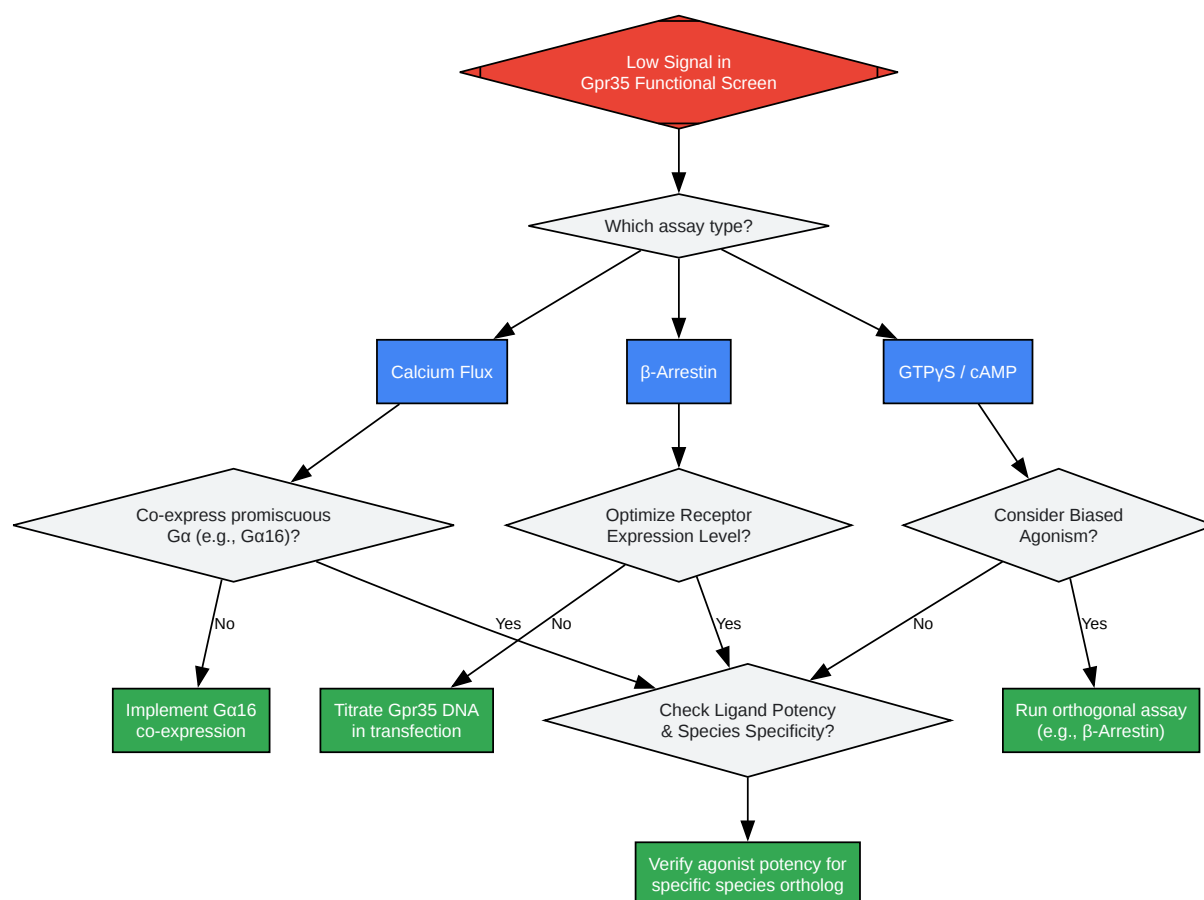 Low Signal in
Gpr35 Functional Screen
Which assay type?
Calcium Flux
β-Arrestin
GTPγS / cAMP
Co-express promiscuous
Gα (e.g., Gα16)?
Optimize Receptor
Expression Level?
Consider Biased
Agonism?
No
Yes
No
Yes
No
Yes
Implement Gα16
co-expression
Titrate Gpr35 DNA
in transfection
Check Ligand Potency
& Species Specificity?
Run orthogonal assay
(e.g., β-Arrestin)
Verify agonist potency for
specific species ortholog